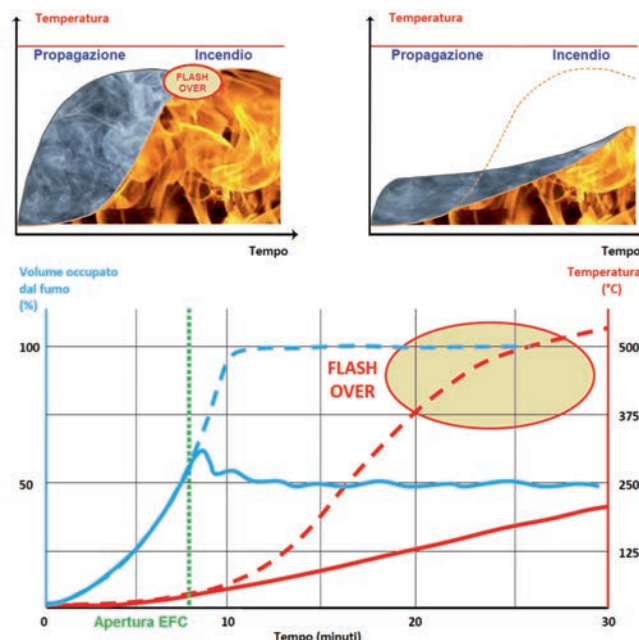 Temperatura
Propagazione Incendio
FLASH
OVER
Tempo
Temperatura
Propagazione Incendio
Tempo
Volume occupato
dal fumo
(%)
Temperatura
(°C)
100
50
0
500
375
250
125
FLASH
OVER
Apertura EFC
10
20
30
Tempo (minuti)